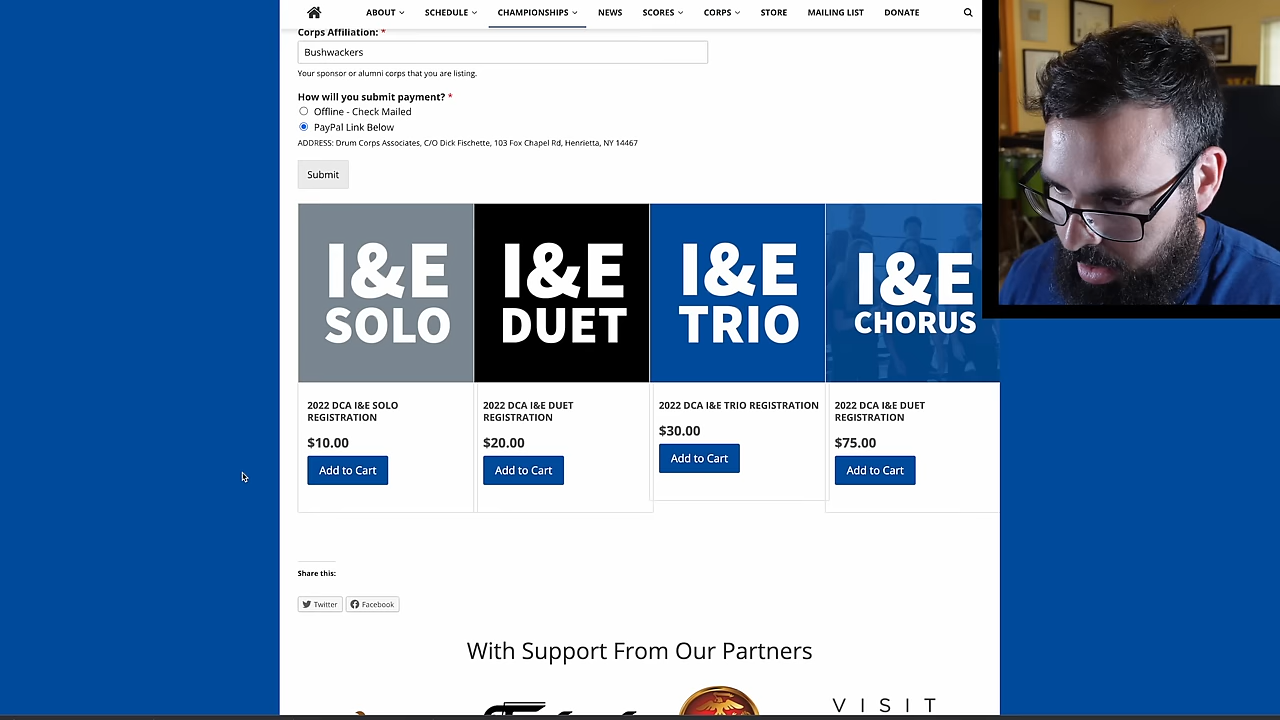 ABOUT SCHEDULE CHAMPIONSHIPS NEWS SCORES CORPS STORE MAILING LIST DONATE
Corps Affiliation: *
Bushwackers
Your sponsor or alumni corps that you are listing.
How will you submit payment? *
Offline - Check Mailed
PayPal Link Below
ADDRESS: Drum Corps Associates, C/O Dick Fischette, 103 Fox Chapel Rd, Henrietta, NY 14467
Submit
I&E
SOLO
I&E
DUET
I&E
TRIO
I&E
CHORUS
2022 DCA I&E SOLO
REGISTRATION
$10.00
Add to Cart
2022 DCA I&E DUET
REGISTRATION
$20.00
Add to Cart
2022 DCA I&E TRIO REGISTRATION
$30.00
Add to Cart
2022 DCA I&E DUET
REGISTRATION
$75.00
Add to Cart
Share this:
Twitter Facebook
With Support From Our Partners
VISIT